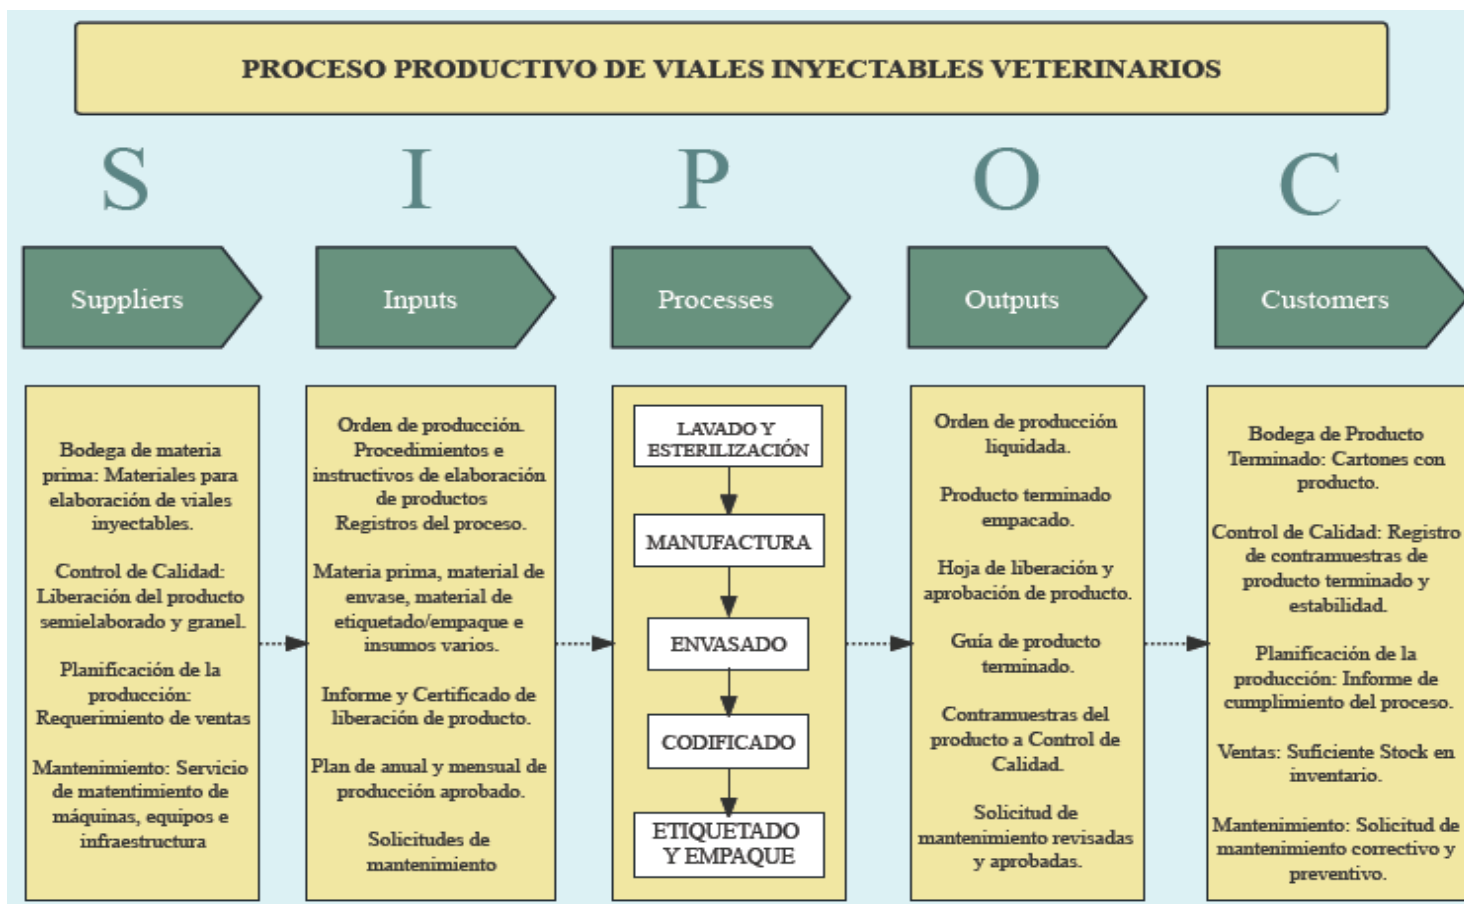 PROCESO PRODUCTIVO DE VIALES INYECTABLES VETERINARIOS
S
I
P
O
C
Suppliers
Inputs
Processes
Outputs
Customers
Bodega de materia
prima: Materiales para
elaboración de viales
inyectables.
Control de Calidad:
Liberación del producto
semielaborado y granel.
Planificación de la
producción:
Requerimiento de ventas
Mantenimiento: Servicio
de matentimiento de
máquinas, equipos e
infraestructura
Orden de producción.
Procedimientos e
instructivos de elaboración
de productos
Registros del proceso.
Materia prima, material de
envase, material de
etiquetado/empaque e
insumos varios.
Informe y Certificado de
liberación de producto.
Plan de anual y mensual de
producción aprobado.
Solicitudes de
mantenimiento
LAVADO Y
ESTERILIZACIÓN
MANUFACTURA
ENVASADO
CODIFICADO
ETIQUETADO
Y EMPAQUE
Orden de producción
liquidada.
Producto terminado
empacado.
Hoja de liberación y
aprobación de producto.
Guía de producto
terminado.
Contramuestras del
producto a Control de
Calidad.
Solicitud de
mantenimiento revisadas
y aprobadas.
Bodega de Producto
Terminado: Cartones con
producto.
Control de Calidad: Registro
de contramuestras de
producto terminado y
estabilidad.
Planificación de la
producción: Informe de
cumplimiento del proceso.
Ventas: Suficiente Stock en
inventario.
Mantenimiento: Solicitud de
mantenimiento correctivo y
preventivo.